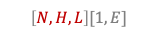 [N, H, L][1, E]